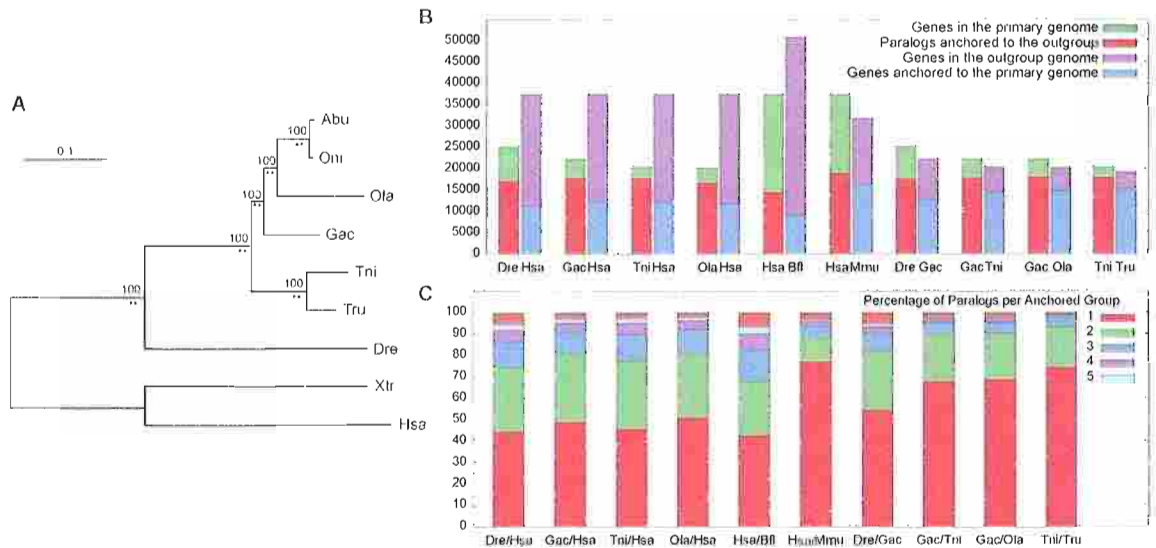 A
0.1
100
Abu
Oni
100
Ola
100
Gac
100
100
Tni
Tru
100
Dre
Xtr
Hsa
B
Genes in the primary genome
Paralogs anchored to the outgroup
Genes in the outgroup genome
Genes anchored to the primary genome
50000
45000
40000
35000
30000
25000
20000
15000
10000
5000
0
Dre Hsa Gac Hsa Tni Hsa Ola Hsa Hsa Bfl Hsa Mmu Dre Gac Gac Tni Gac Ola Tni Tru
C
Percentage of Paralogs per Anchored Group
1
2
3
4
5
100
90
80
70
60
50
40
30
20
10
0
Dre/Hsa Gac/Hsa Tni/Hsa Ola/Hsa Hsa/Bfl Hsa/Mmu Dre/Gac Gac/Tni Gac/Ola Tni/Tru